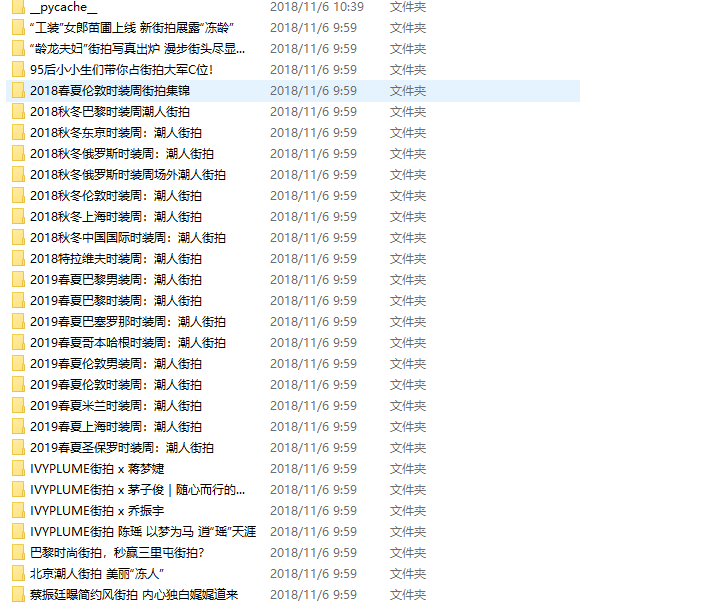 __pycache__ 2018/11/6 10:39 文件夹
“工装”女郎苗圃上线 新街拍展露“冻龄” 2018/11/6 9:59 文件夹
“龄龙夫妇”街拍写真出炉 漫步街头尽显... 2018/11/6 9:59 文件夹
95后小小生们带你占街拍大军C位! 2018/11/6 9:59 文件夹
2018春夏伦敦时装周街拍集锦 2018/11/6 9:59 文件夹
2018秋冬巴黎时装周潮人街拍 2018/11/6 9:59 文件夹
2018秋冬东京时装周：潮人街拍 2018/11/6 9:59 文件夹
2018秋冬俄罗斯时装周：潮人街拍 2018/11/6 9:59 文件夹
2018秋冬俄罗斯时装周场外潮人街拍 2018/11/6 9:59 文件夹
2018秋冬伦敦时装周：潮人街拍 2018/11/6 9:59 文件夹
2018秋冬上海时装周：潮人街拍 2018/11/6 9:59 文件夹
2018秋冬中国国际时装周：潮人街拍 2018/11/6 9:59 文件夹
2018特拉维夫时装周：潮人街拍 2018/11/6 9:59 文件夹
2019春夏巴黎男装周：潮人街拍 2018/11/6 9:59 文件夹
2019春夏巴黎时装周：潮人街拍 2018/11/6 9:59 文件夹
2019春夏巴塞罗那时装周：潮人街拍 2018/11/6 9:59 文件夹
2019春夏哥本哈根时装周：潮人街拍 2018/11/6 9:59 文件夹
2019春夏伦敦男装周：潮人街拍 2018/11/6 9:59 文件夹
2019春夏伦敦时装周：潮人街拍 2018/11/6 9:59 文件夹
2019春夏米兰时装周：潮人街拍 2018/11/6 9:59 文件夹
2019春夏上海时装周：潮人街拍 2018/11/6 9:59 文件夹
2019春夏圣保罗时装周：潮人街拍 2018/11/6 9:59 文件夹
IVYPLUME街拍 x 蒋梦婕 2018/11/6 9:59 文件夹
IVYPLUME街拍 x 茅子俊 | 随心而行的... 2018/11/6 9:59 文件夹
IVYPLUME街拍 x 乔振宇 2018/11/6 9:59 文件夹
IVYPLUME街拍 陈瑶 以梦为马 逍“瑶”天涯 2018/11/6 9:59 文件夹
巴黎时尚街拍，秒赢三里屯街拍？ 2018/11/6 9:59 文件夹
北京潮人街拍 美丽“冻人” 2018/11/6 9:59 文件夹
蔡振廷曝简约风街拍 内心独白娓娓道来 2018/11/6 9:59 文件夹